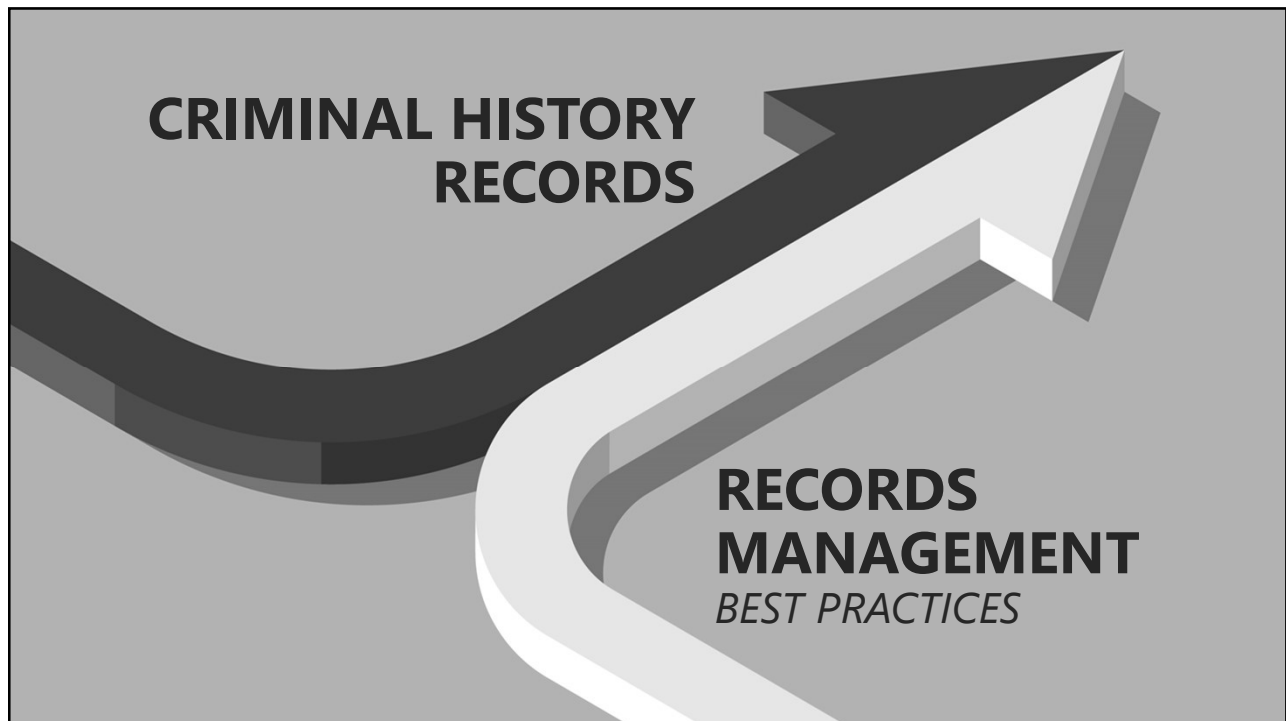 CRIMINAL HISTORY
RECORDS
RECORDS
MANAGEMENT
BEST PRACTICES